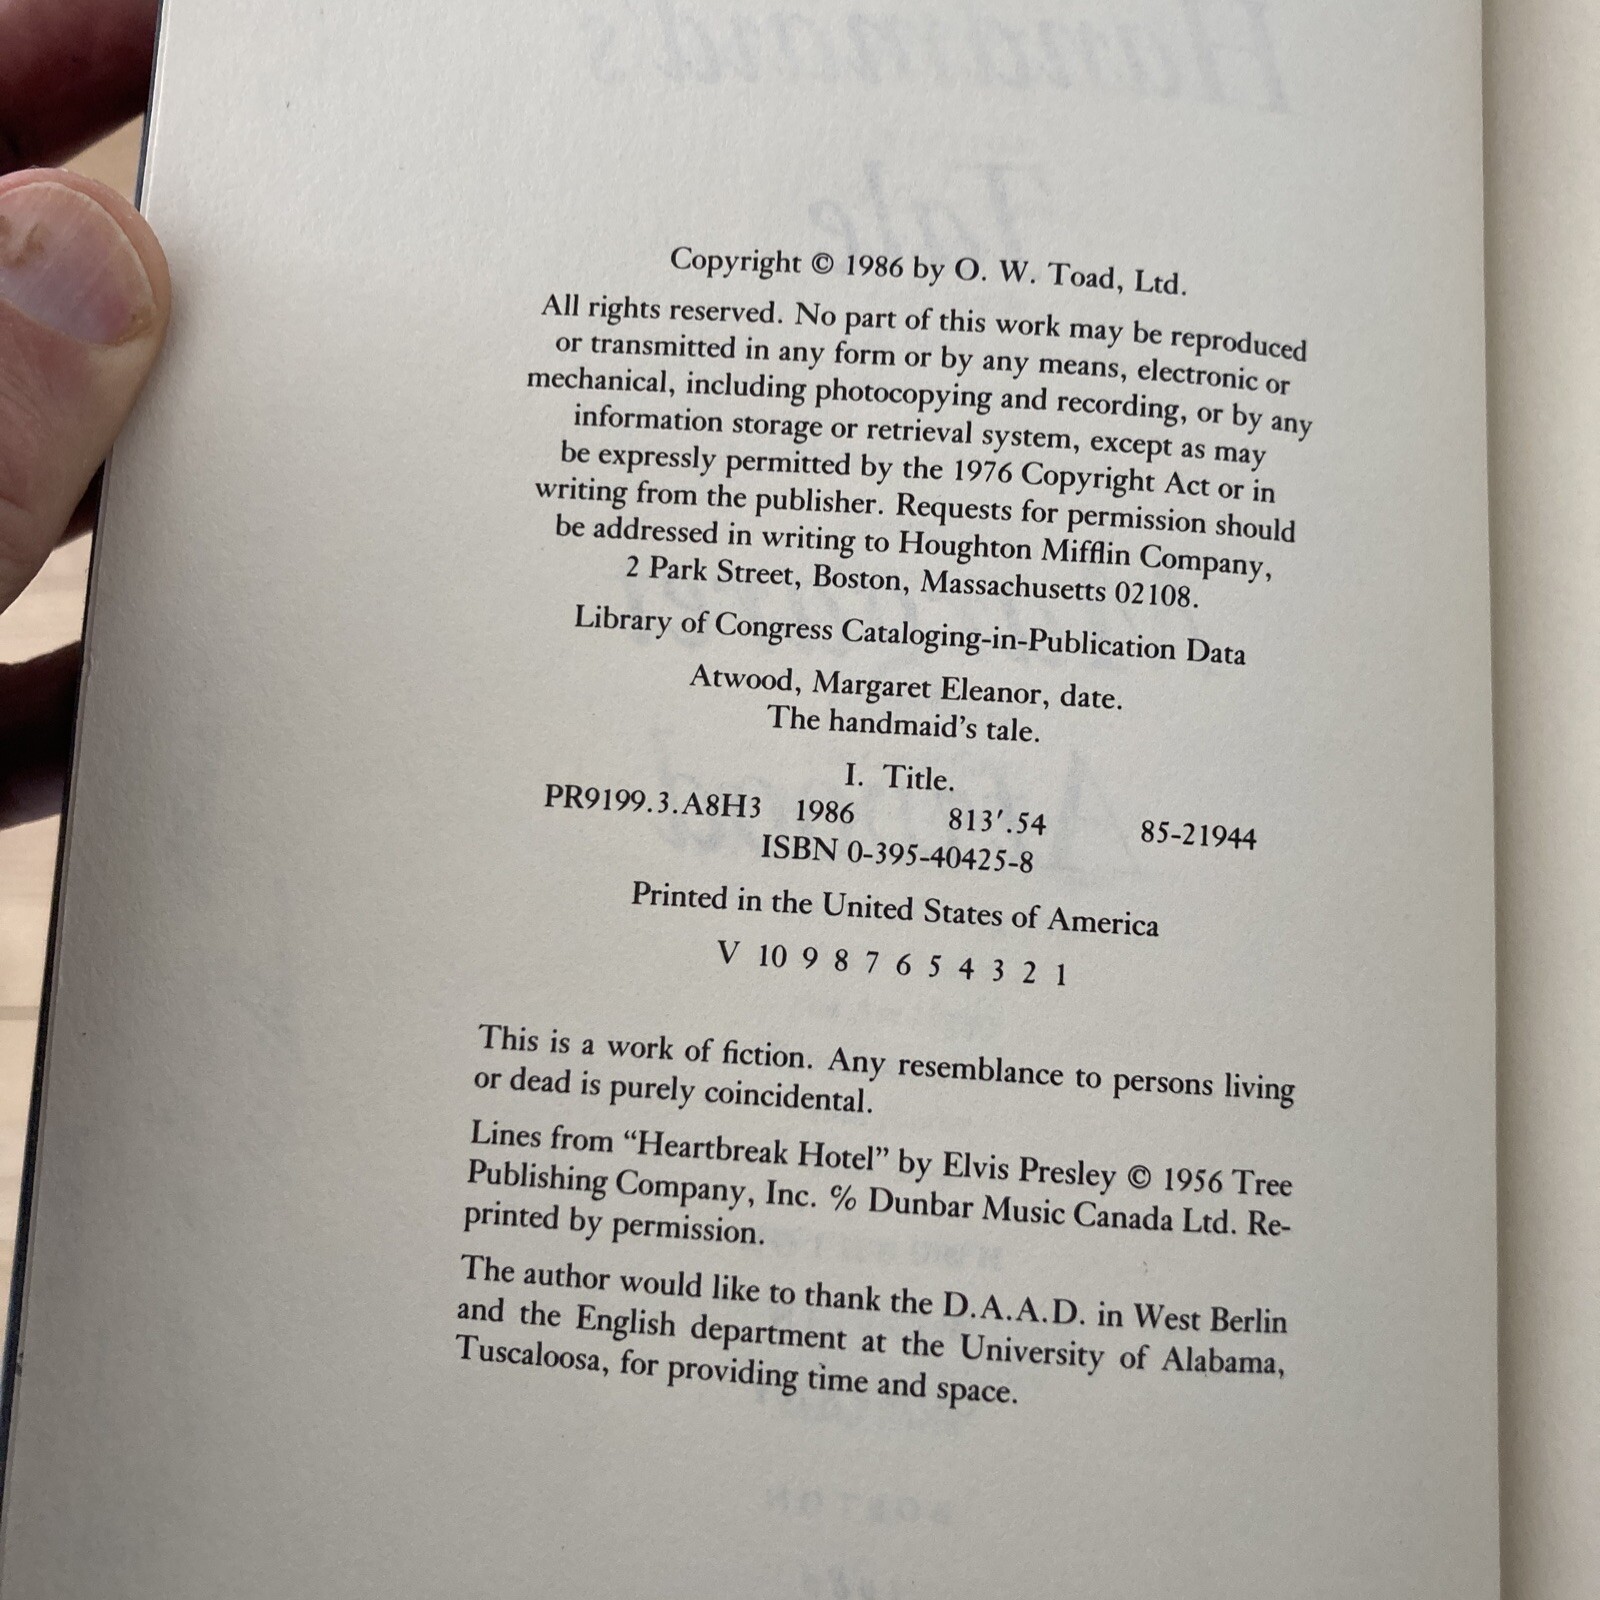 Copyright © 1986 by O. W. Toad, Ltd.
All rights reserved. No part of this work may be reproduced
or transmitted in any form or by any means, electronic or
mechanical, including photocopying and recording, or by any
information storage or retrieval system, except as may
be expressly permitted by the 1976 Copyright Act or in
writing from the publisher. Requests for permission should
be addressed in writing to Houghton Mifflin Company,
2 Park Street, Boston, Massachusetts 02108.
Library of Congress Cataloging-in-Publication Data
Atwood, Margaret Eleanor, date.
The handmaid's tale.
I. Title.
PR9199.3.A8H3 1986 813′.54 85-21944
ISBN 0-395-40425-8
Printed in the United States of America
V 10 9 8 7 6 5 4 3 2 1
This is a work of fiction. Any resemblance to persons living
or dead is purely coincidental.
Lines from “Heartbreak Hotel” by Elvis Presley © 1956 Tree
Publishing Company, Inc. ℅ Dunbar Music Canada Ltd. Re-
printed by permission.
The author would like to thank the D.A.A.D. in West Berlin
and the English department at the University of Alabama,
Tuscaloosa, for providing time and space.